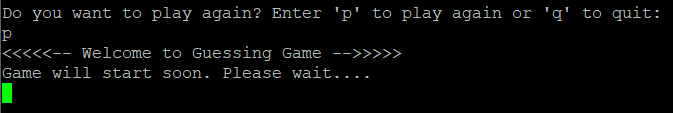 Do you want to play again? Enter 'p' to play again or 'q' to quit:
p
<<<<<-- Welcome to Guessing Game -->>>>>
Game will start soon. Please wait....